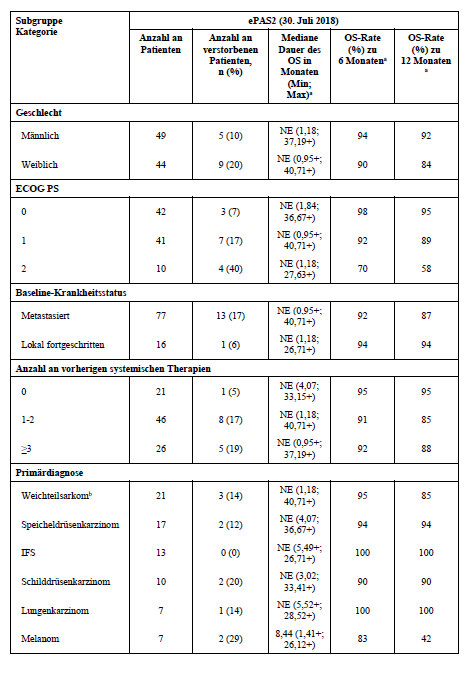 Subgruppe
Kategorie
ePAS2 (30. Juli 2018)
Anzahl an
Patienten
Anzahl an
verstorbenen
Patienten,
n (%)
Mediane
Dauer des
OS in
Monaten
(Min;
Max)ᵃ
OS-Rate
(%) zu
6 Monatenᵃ
OS-Rate
(%) zu
12 Monaten
ᵃ
Geschlecht
Männlich 49 5 (10) NE (1,18; 37,19+) 94 92
Weiblich 44 9 (20) NE (0,95+; 40,71+) 90 84
ECOG PS
0 42 3 (7) NE (1,84; 36,67+) 98 95
1 41 7 (17) NE (0,95+; 40,71+) 92 89
2 10 4 (40) NE (1,18; 27,63+) 70 58
Baseline-Krankheitsstatus
Metastasiert 77 13 (17) NE (0,95+; 40,71+) 92 87
Lokal fortgeschritten 16 1 (6) NE (1,18; 26,71+) 94 94
Anzahl an vorherigen systemischen Therapien
0 21 1 (5) NE (4,07; 33,15+) 95 95
1-2 46 8 (17) NE (1,18; 40,71+) 91 85
≥3 26 5 (19) NE (0,95+; 37,19+) 92 88
Primärdiagnose
Weichteilsarkomᵇ 21 3 (14) NE (1,18; 40,71+) 95 85
Speicheldrüsenkarzinom 17 2 (12) NE (4,07; 36,67+) 94 94
IFS 13 0 (0) NE (5,49+; 26,71+) 100 100
Schilddrüsenkarzinom 10 2 (20) NE (3,02; 33,41+) 90 90
Lungenkarzinom 7 1 (14) NE (5,52+; 28,52+) 100 100
Melanom 7 2 (29) 8,44 (1,41+; 26,12+) 83 42